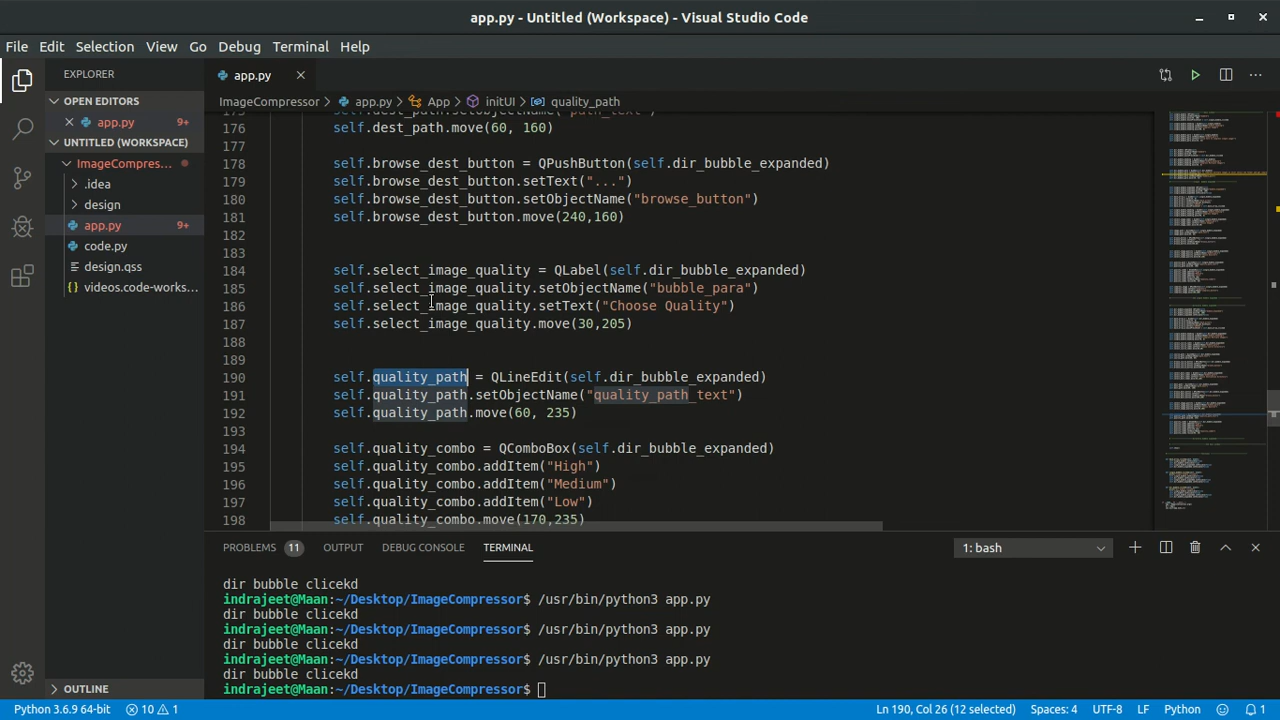 app.py - Untitled (Workspace) - Visual Studio Code
File Edit Selection View Go Debug Terminal Help
EXPLORER
OPEN EDITORS
app.py 9+
UNTITLED (WORKSPACE)
ImageCompres...
.idea
design
app.py 9+
code.py
design.qss
{} videos.code-works...
OUTLINE
app.py
ImageCompressor > app.py > App > initUI > quality_path
176 self.dest_path.move(60, 160)
177
178 self.browse_dest_button = QPushButton(self.dir_bubble_expanded)
179 self.browse_dest_button.setText("...")
180 self.browse_dest_button.setObjectName("browse_button")
181 self.browse_dest_button.move(240,160)
182
183
184 self.select_image_quality = QLabel(self.dir_bubble_expanded)
185 self.select_image_quality.setObjectName("bubble_para")
186 self.select_image_quality.setText("Choose Quality")
187 self.select_image_quality.move(30,205)
188
189
190 self.quality_path = QLineEdit(self.dir_bubble_expanded)
191 self.quality_path.setObjectName("quality_path_text")
192 self.quality_path.move(60, 235)
193
194 self.quality_combo = QComboBox(self.dir_bubble_expanded)
195 self.quality_combo.addItem("High")
196 self.quality_combo.addItem("Medium")
197 self.quality_combo.addItem("Low")
198 self.quality_combo.move(170,235)
PROBLEMS 11 OUTPUT DEBUG CONSOLE TERMINAL 1: bash
dir bubble clicekd
indrajeet@Maan:~/Desktop/ImageCompressor$ /usr/bin/python3 app.py
dir bubble clicekd
indrajeet@Maan:~/Desktop/ImageCompressor$ /usr/bin/python3 app.py
dir bubble clicekd
indrajeet@Maan:~/Desktop/ImageCompressor$ /usr/bin/python3 app.py
dir bubble clicekd
indrajeet@Maan:~/Desktop/ImageCompressor$
Python 3.6.9 64-bit 10 1 Ln 190, Col 26 (12 selected) Spaces: 4 UTF-8 LF Python 1